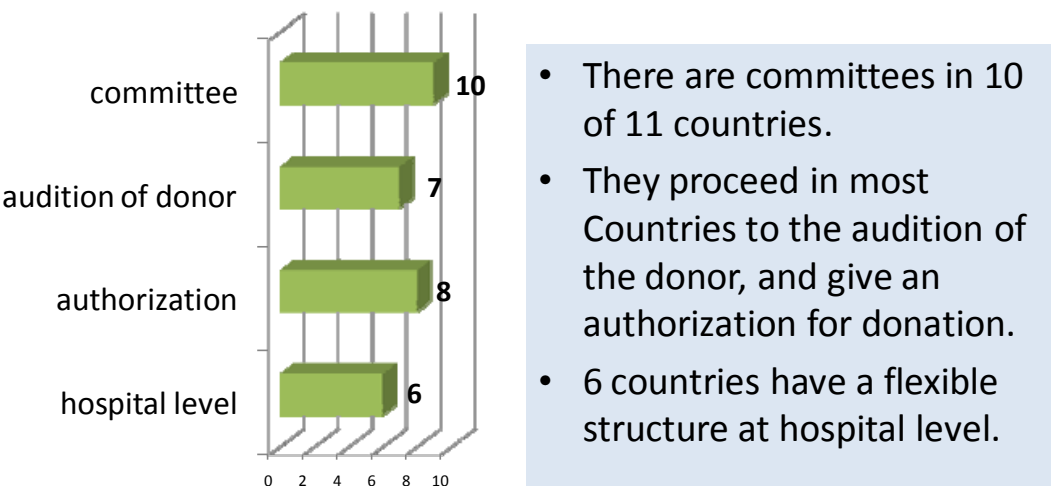 committee
10
audition of donor
7
authorization
8
hospital level
6
0 2 4 6 8 10
• There are committees in 10
of 11 countries.
• They proceed in most
Countries to the audition of
the donor, and give an
authorization for donation.
• 6 countries have a flexible
structure at hospital level.